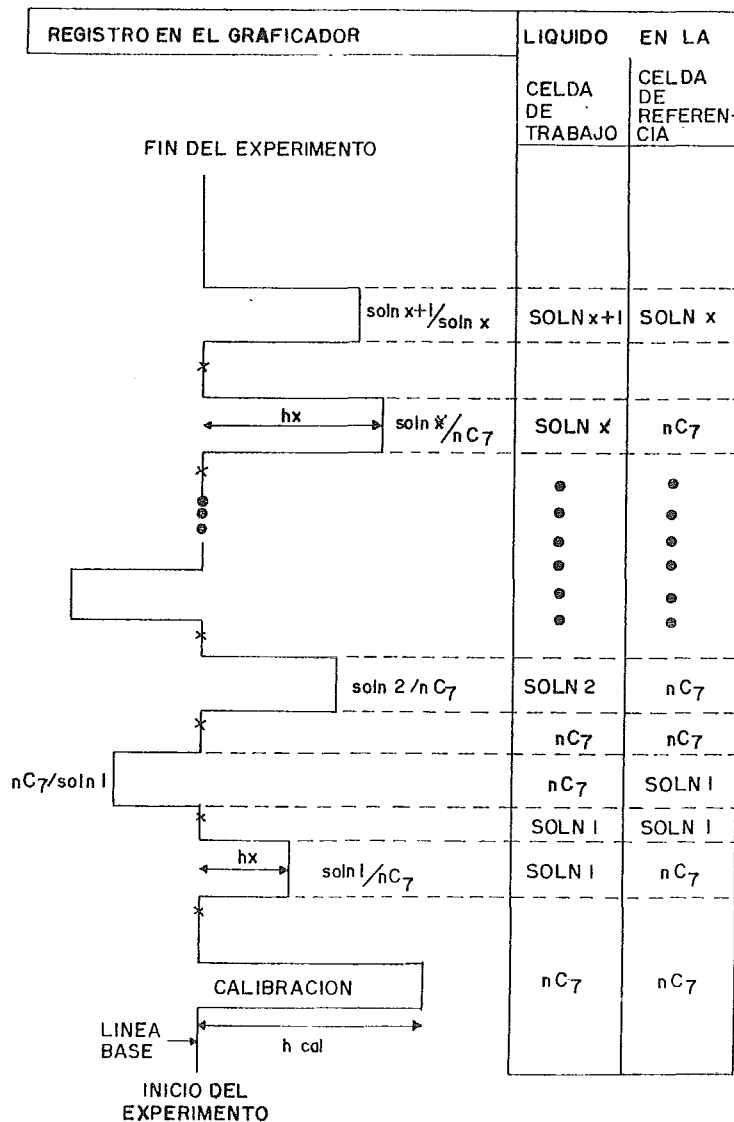 REGISTRO EN EL GRAFICADOR
LIQUIDO EN LA
CELDA DE TRABAJO
CELDA DE REFEREN-CIA
FIN DEL EXPERIMENTO
soln x+1/soln x SOLN x+1 SOLN x
hx soln x/nC7 SOLN x nC7
soln 2/nC7 SOLN 2 nC7
nC7 nC7
nC7/soln 1 nC7 SOLN 1
SOLN 1 SOLN 1
hx soln 1/nC7 SOLN 1 nC7
CALIBRACION nC7 nC7
LINEA BASE
h cal
INICIO DEL
EXPERIMENTO